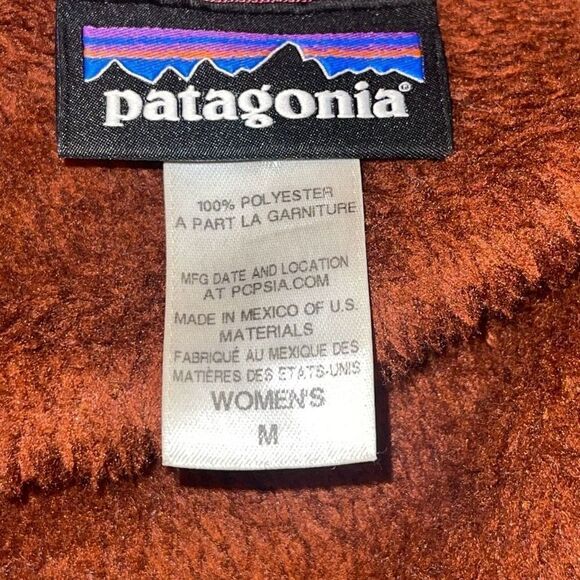 patagonia®
100% POLYESTER
A PART LA GARNITURE
MFG DATE AND LOCATION
AT PCPSIA.COM
MADE IN MEXICO OF U.S.
MATERIALS
FABRIQUÉ AU MEXIQUE DES
MATIÈRES DES ETATS-UNIS
WOMEN'S
M